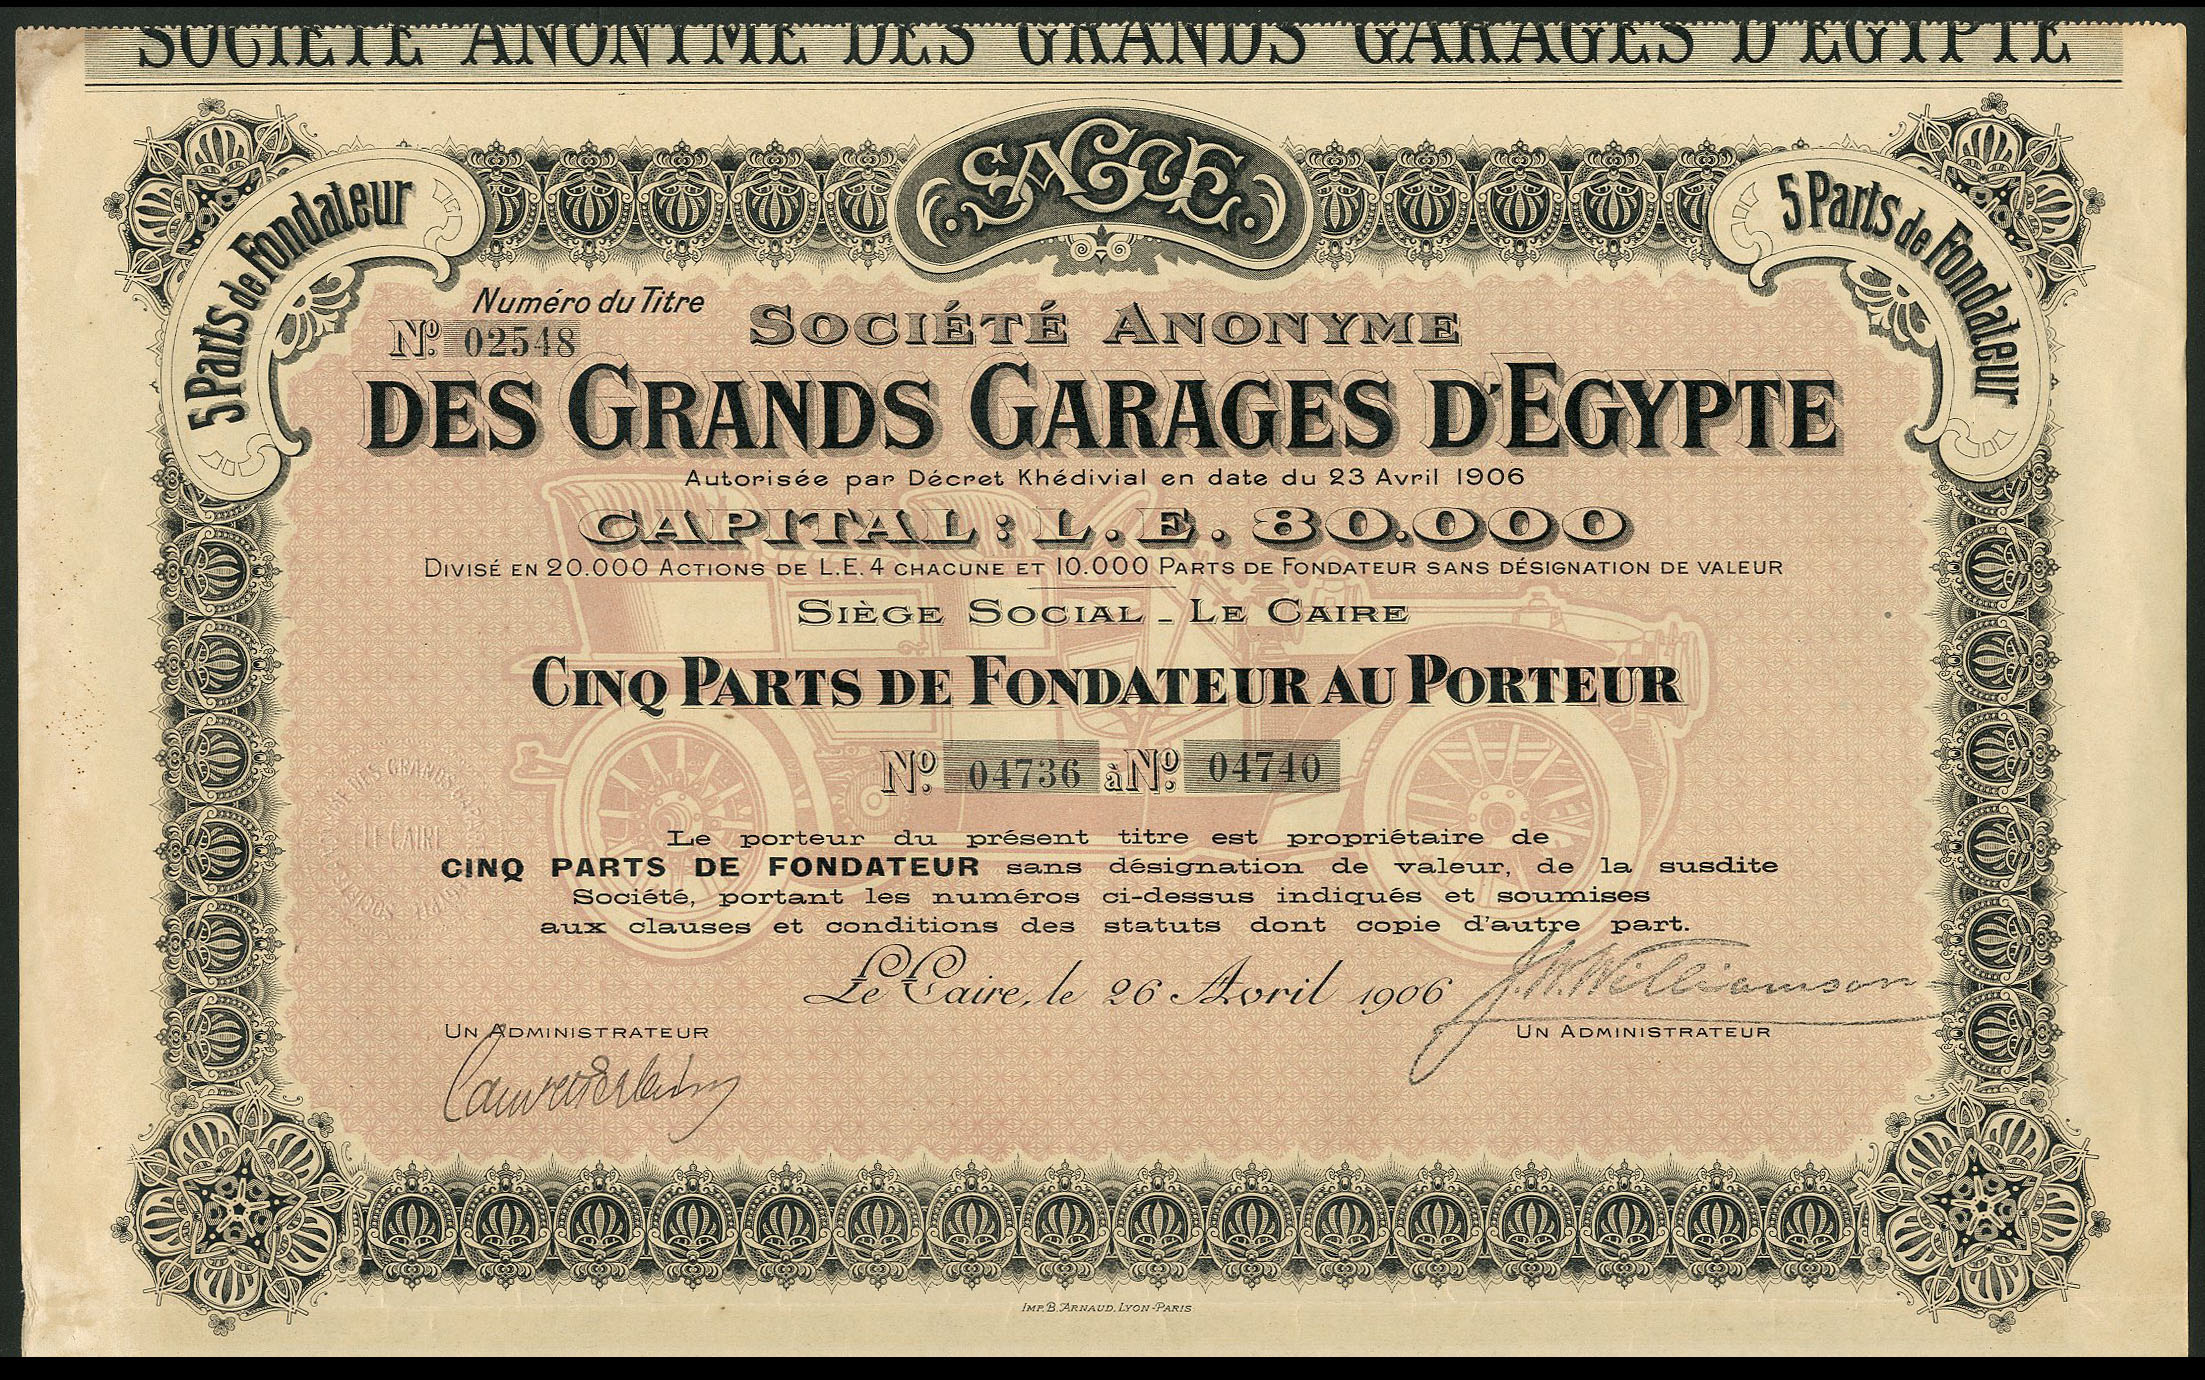 SOCIÉTÉ ANONYME DES GRANDS GARAGES D'EGYPTE
SAGGE
5 Parts de Fondateur
5 Parts de Fondateur
Numéro du Titre
Nº. 02548
SOCIÉTÉ ANONYME
DES GRANDS GARAGES D'EGYPTE
Autorisée par Décret Khédivial en date du 23 Avril 1906
CAPITAL: L.E. 80.000
DIVISÉ EN 20.000 ACTIONS DE L.E. 4 CHACUNE ET 10.000 PARTS DE FONDATEUR SANS DÉSIGNATION DE VALEUR
SIÈGE SOCIAL - LE CAIRE
CINQ PARTS DE FONDATEUR AU PORTEUR
Nº. 04736 à Nº. 04740
Le porteur du présent titre est propriétaire de
CINQ PARTS DE FONDATEUR sans désignation de valeur, de la susdite
Société, portant les numéros ci-dessus indiqués et soumises
aux clauses et conditions des statuts dont copie d'autre part.
LE CAIRE
Le Caire, le 26 Avril 1906
J. W. Williamson
UN ADMINISTRATEUR
UN ADMINISTRATEUR
IMP. B. ARNAUD, LYON-PARIS